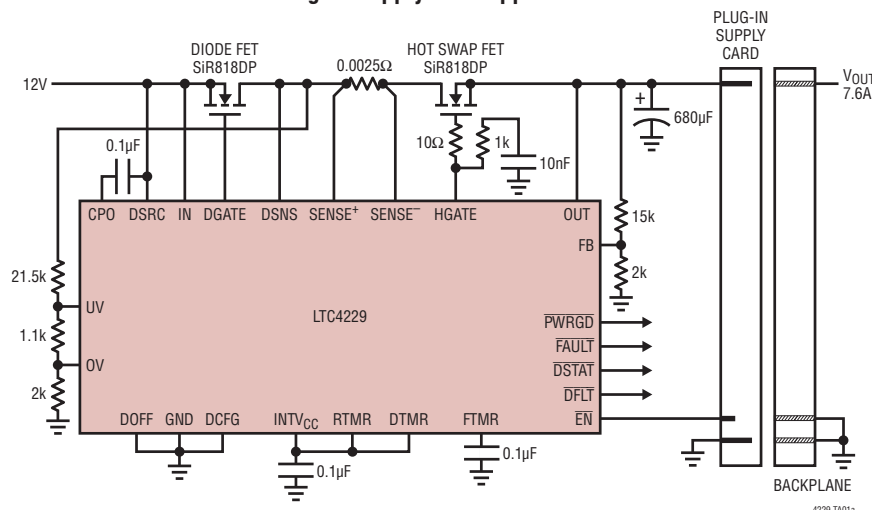 PLUG-IN
SUPPLY
CARD
DIODE FET
SiR818DP
0.0025Ω
HOT SWAP FET
SiR818DP
12V
VOUT
7.6A
+
680µF
0.1µF
10Ω
1k
10nF
CPO DSRC IN DGATE DSNS SENSE+ SENSE– HGATE OUT
15k
FB
2k
21.5k
UV
LTC4229
PWRGD
1.1k
FAULT
OV
DSTAT
2k
DFLT
DOFF GND DCFG INTVCC RTMR DTMR FTMR
EN
0.1µF
0.1µF
BACKPLANE